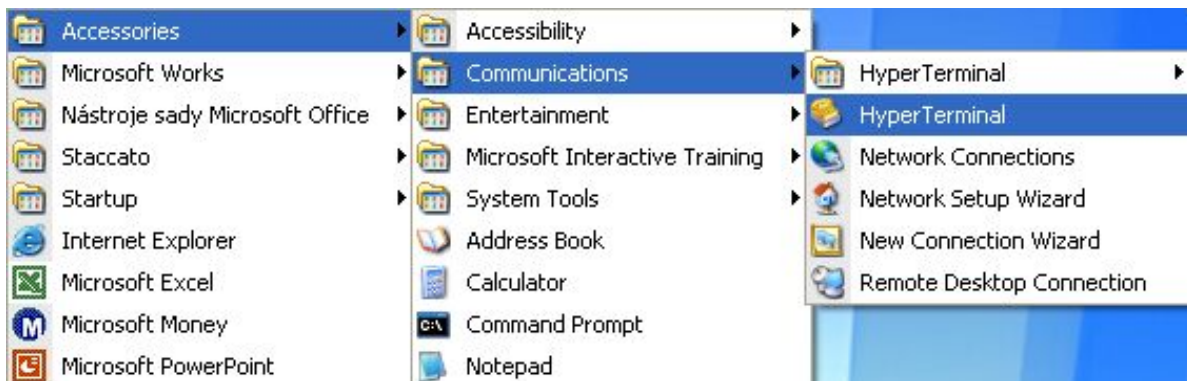 Accessories
Microsoft Works
Nástroje sady Microsoft Office
Staccato
Startup
Internet Explorer
Microsoft Excel
Microsoft Money
Microsoft PowerPoint
Accessibility
Communications
Entertainment
Microsoft Interactive Training
System Tools
Address Book
Calculator
Command Prompt
Notepad
HyperTerminal
HyperTerminal
Network Connections
Network Setup Wizard
New Connection Wizard
Remote Desktop Connection